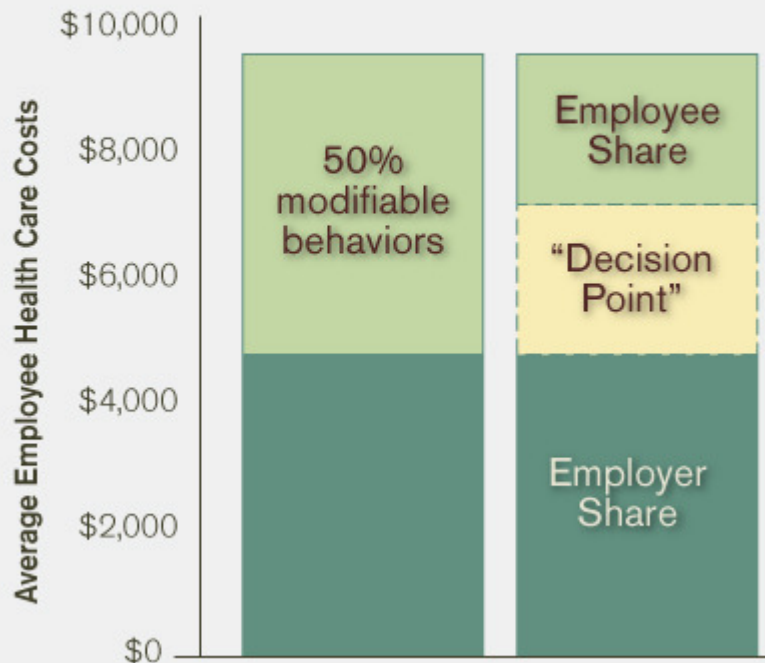 Average Employee Health Care Costs
$10,000
$8,000
$6,000
$4,000
$2,000
$0
50%
modifiable
behaviors
Employee
Share
“Decision
Point”
Employer
Share